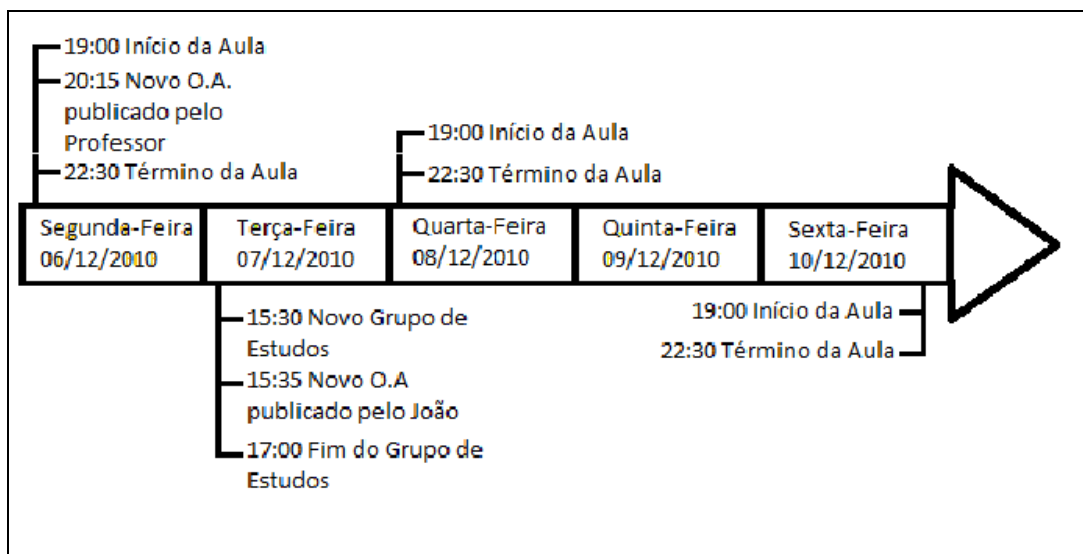 19:00 Início da Aula
20:15 Novo O.A.
publicado pelo
Professor
22:30 Término da Aula
19:00 Início da Aula
22:30 Término da Aula
Segunda-Feira
06/12/2010
Terça-Feira
07/12/2010
Quarta-Feira
08/12/2010
Quinta-Feira
09/12/2010
Sexta-Feira
10/12/2010
15:30 Novo Grupo de
Estudos
15:35 Novo O.A
publicado pelo João
17:00 Fim do Grupo de
Estudos
19:00 Início da Aula
22:30 Término da Aula